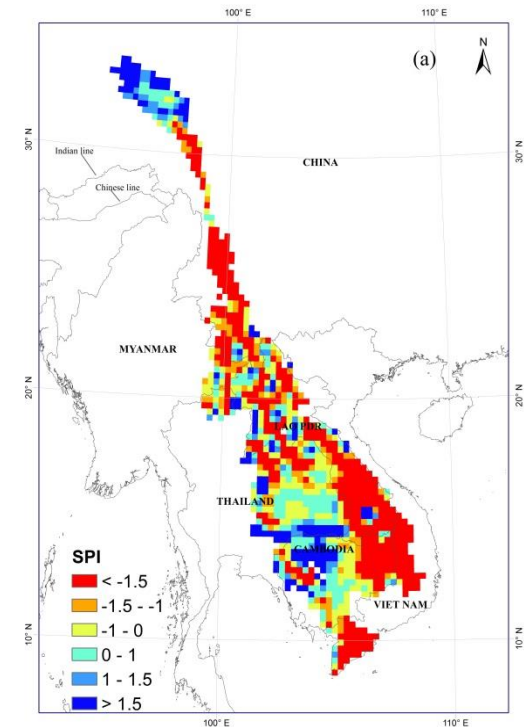 100° E
110° E
(a)
N
30° N
30° N
Indian line
Chinese line
CHINA
MYANMAR
20° N
20° N
LAO PDR
THAILAND
CAMBODIA
SPI
< -1.5
-1.5 - -1
-1 - 0
0 - 1
1 - 1.5
> 1.5
VIET NAM
10° N
10° N
100° E
110° E